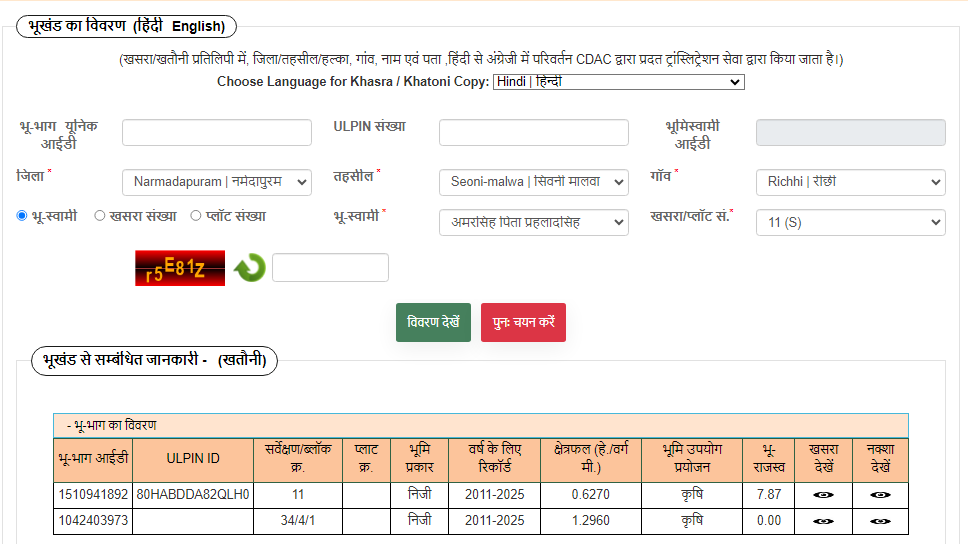 भूखंड का विवरण (हिंदी English)
(खसरा/खतौनी प्रतिलिपी में, जिला/तहसील/हल्का, गांव, नाम एवं पता ,हिंदी से अंग्रेजी में परिवर्तन CDAC द्वारा प्रदत ट्रांस्लिट्रेशन सेवा द्वारा किया जाता है।)
Choose Language for Khasra / Khatoni Copy: Hindi | हिन्दी
भू-भाग यूनिक आईडी
ULPIN संख्या
भूमिस्वामी आईडी
जिला * Narmadapuram | नर्मदापुरम तहसील * Seoni-malwa | सिवनी मालवा गाँव * Richhi | रीछी
भू-स्वामी खसरा संख्या प्लॉट संख्या भू-स्वामी * अमरसिह पिता प्रहलादसिह खसरा/प्लॉट सं.* 11 (S)
r5E81Z
विवरण देखें पुनः चयन करें
भूखंड से सम्बंधित जानकारी - (खतौनी)
- भू-भाग का विवरण
भू-भाग आईडी ULPIN ID सर्वेक्षण/ब्लॉक क्र. प्लाट क्र. भूमि प्रकार वर्ष के लिए रिकॉर्ड क्षेत्रफल (हे./वर्ग मी.) भूमि उपयोग प्रयोजन भू-राजस्व खसरा देखें नक्शा देखें
1510941892 80HABDDA82QLH0 11 निजी 2011-2025 0.6270 कृषि 7.87
1042403973 34/4/1 निजी 2011-2025 1.2960 कृषि 0.00